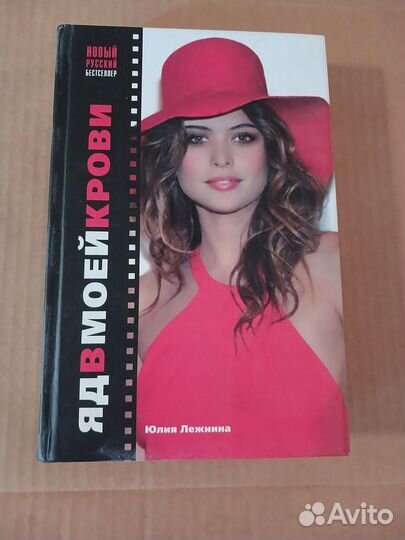 НОВЫЙ
РУССКИЙ
БЕСТСЕЛЛЕР
ЯДВМОЕЙКРОВИ
Юлия Лежнина
Avito